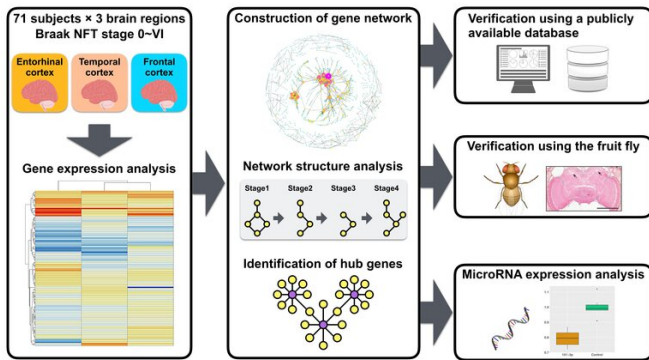 71 subjects × 3 brain regions
Braak NFT stage 0~VI
Entorhinal
cortex
Temporal
cortex
Frontal
cortex
Gene expression analysis
Construction of gene network
Network structure analysis
Stage1
Stage2
Stage3
Stage4
Identification of hub genes
Verification using a publicly
available database
Verification using the fruit fly
MicroRNA expression analysis
Control